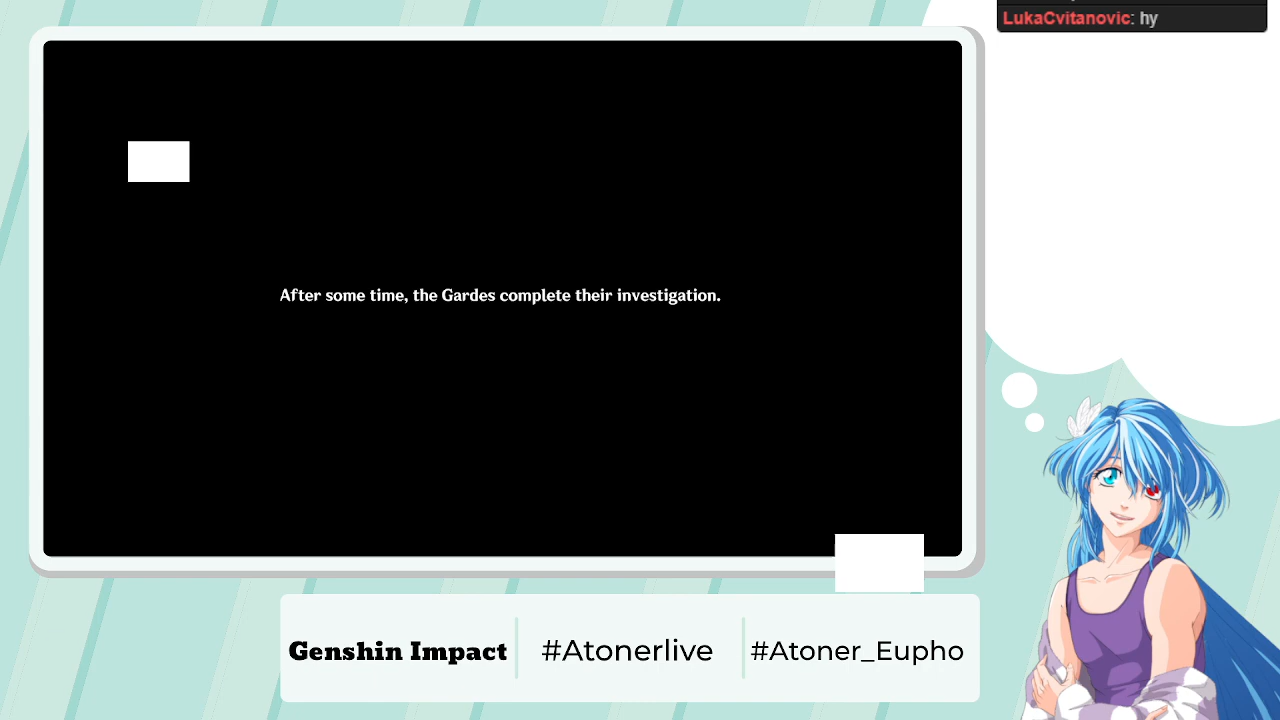 LukaCvitanovic: hy
After some time, the Gardes complete their investigation.
Genshin Impact
#Atonerlive
#Atoner_Eupho